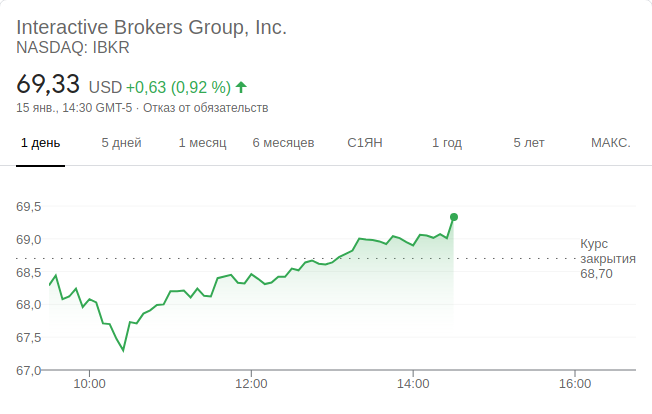 Interactive Brokers Group, Inc.
NASDAQ: IBKR
69,33 USD +0,63 (0,92 %)
15 янв., 14:30 GMT-5 · Отказ от обязательств
1 день 5 дней 1 месяц 6 месяцев С1ЯН 1 год 5 лет МАКС.
69,5
69,0
Курс
закрытия
68,70
68,5
68,0
67,5
67,0
10:00 12:00 14:00 16:00